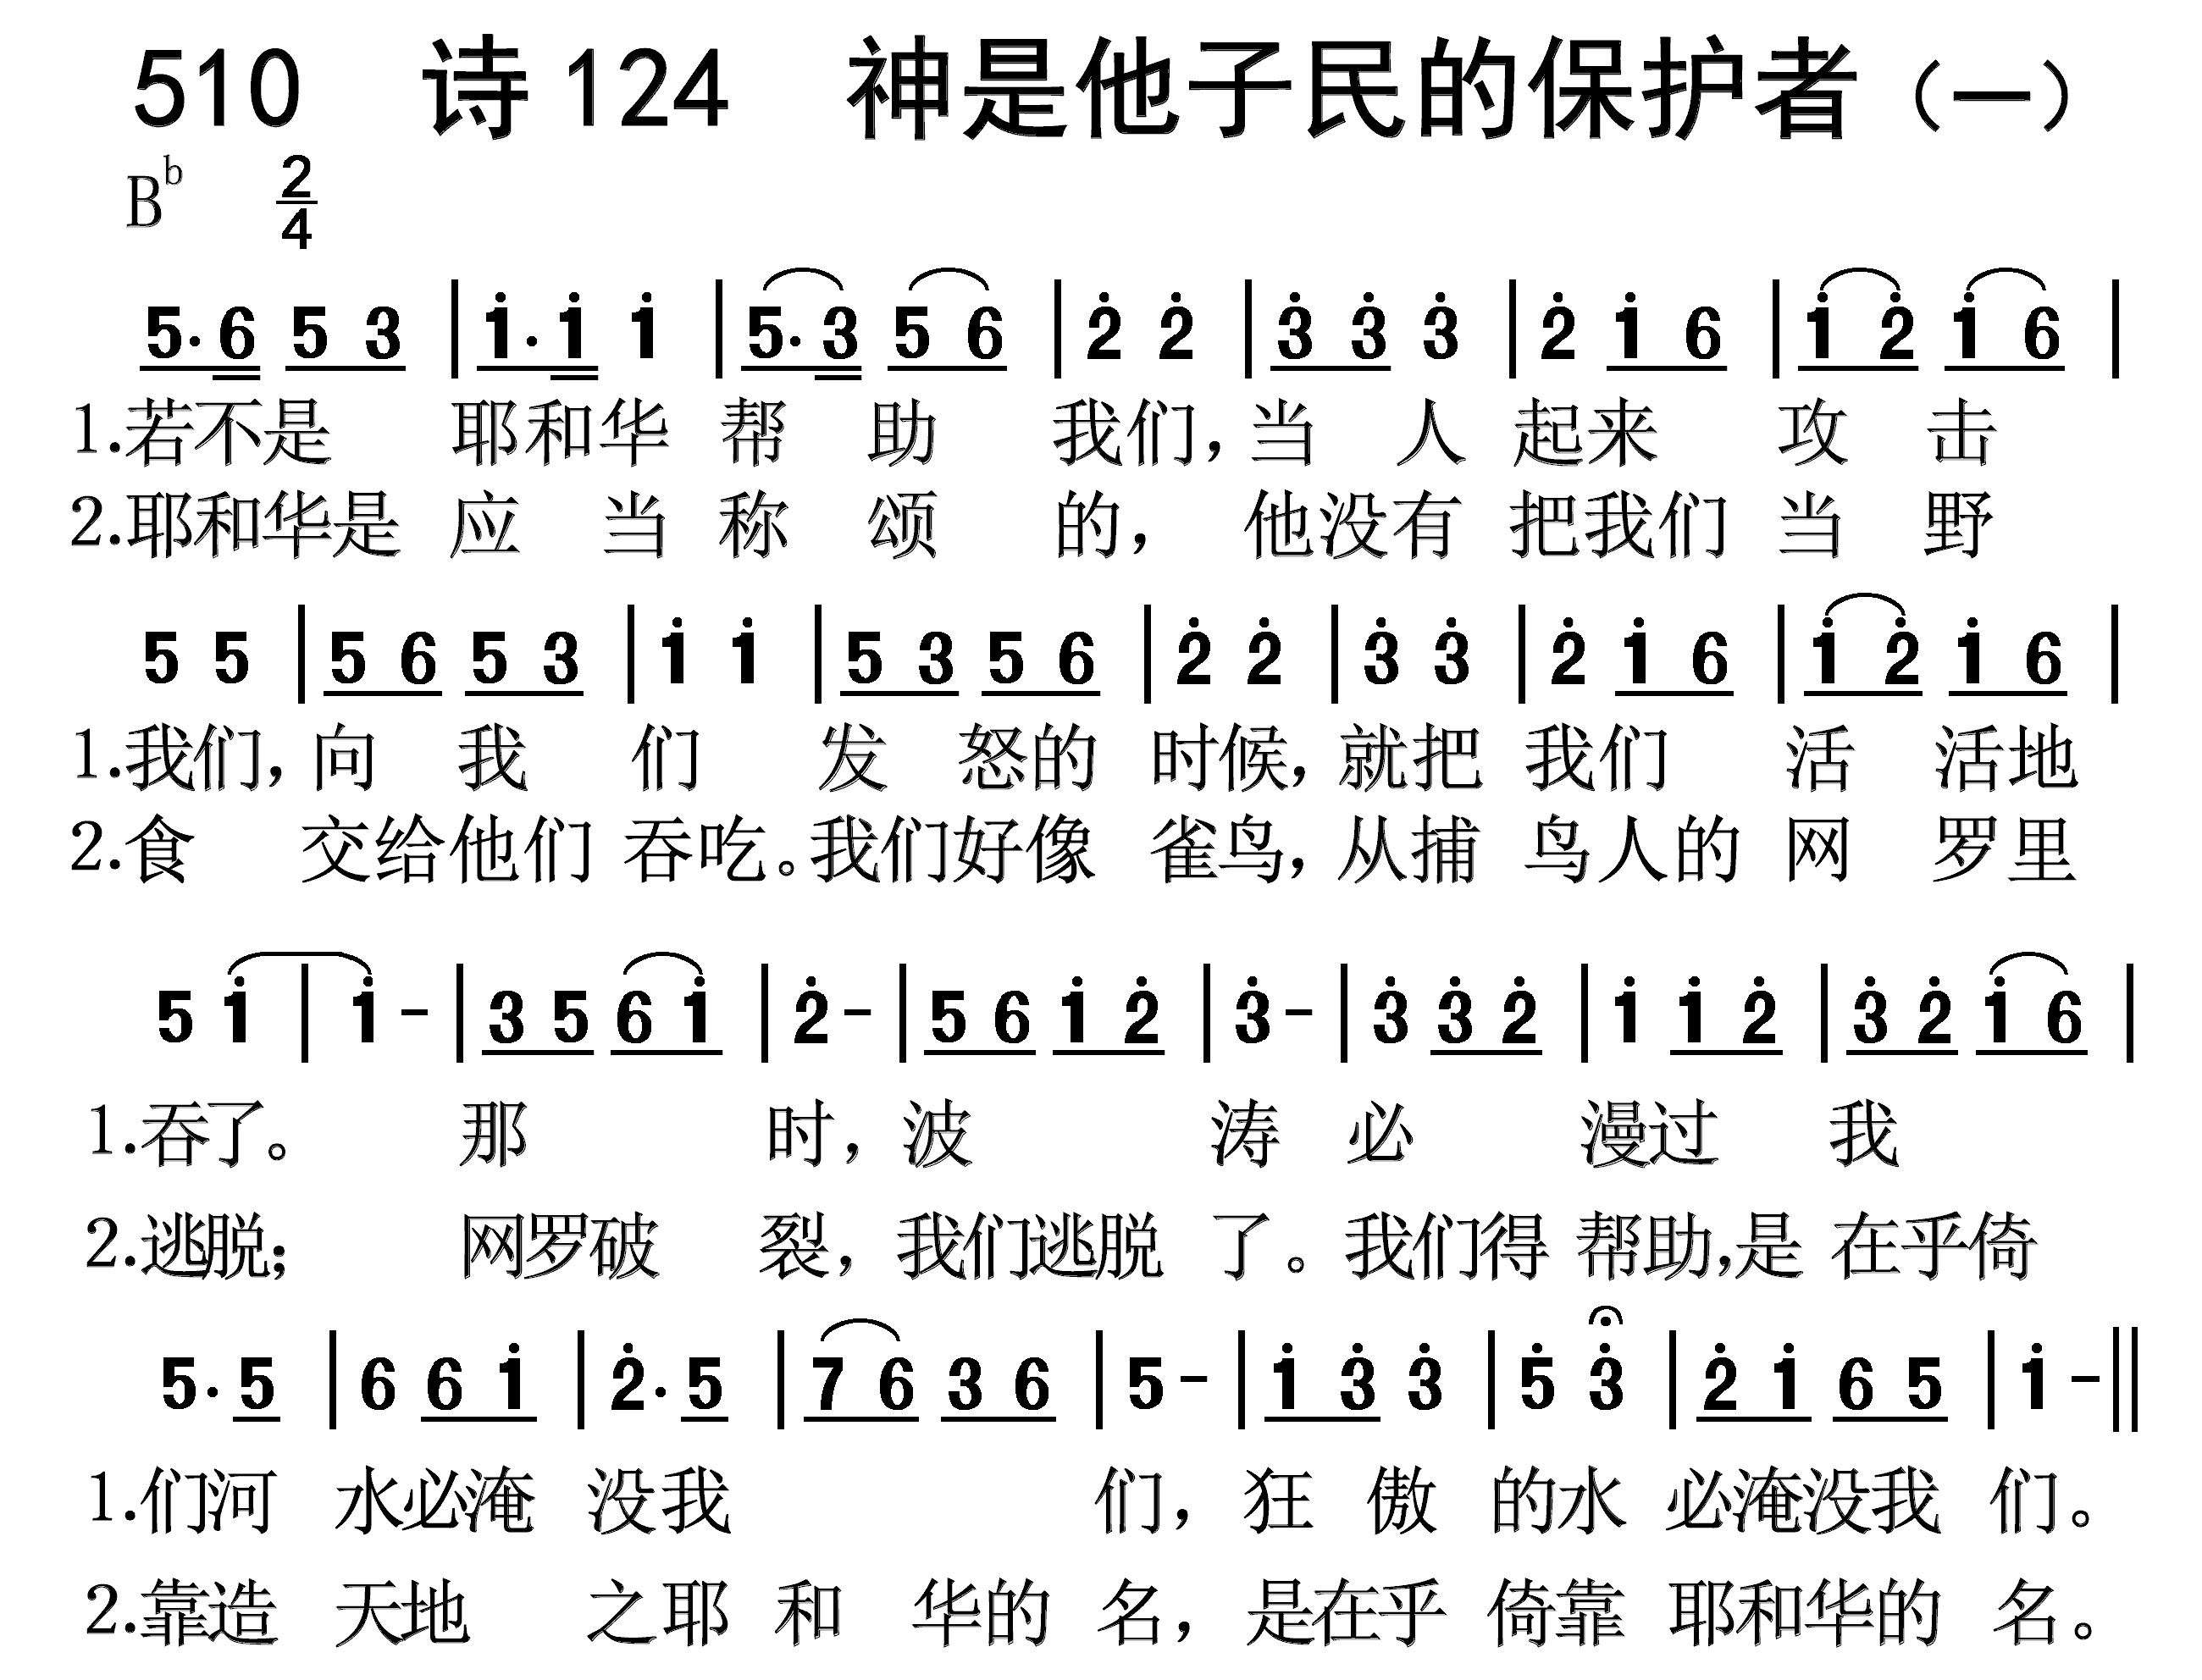 510 诗124 神是他子民的保护者（一）
B♭ 2/4
5·6 5 3 | i·i i | 5·3 5 6 | 2̇ 2̇ | 3̇ 3̇ 3̇ | 2̇ i 6 | i 2̇ i 6 |
1.若不是 耶和华 帮 助 我们，当 人 起来 攻 击
2.耶和华是 应 当 称 颂 的， 他没有 把我们 当 野
5 5 | 5 6 5 3 | i i | 5 3 5 6 | 2̇ 2̇ | 3̇ 3̇ | 2̇ i 6 | i 2̇ i 6 |
1.我们，向 我 们 发 怒的 时候，就把 我们 活 活地
2.食 交给他们 吞吃。我们好像 雀鸟，从捕 鸟人的 网 罗里
5 i | i - | 3 5 6 i | 2̇ - | 5 6 i 2̇ | 3̇ - | 3̇ 3̇ 2̇ | i i 2̇ | 3̇ 2̇ i 6 |
1.吞了。 那 时，波 涛 必 漫过 我
2.逃脱； 网罗破 裂，我们逃脱 了。我们得 帮助，是 在乎倚
5·5 | 6 6 i | 2̇·5 | 7 6 3 6 | 5 - | i 3̇ 3̇ | 5̇ 3̇ | 2̇ i 6 5 | i - ‖
1.们河 水必淹 没我 们，狂 傲 的水 必淹没我 们。
2.靠造 天地 之耶 和 华的 名，是在乎 倚靠 耶和华的 名。